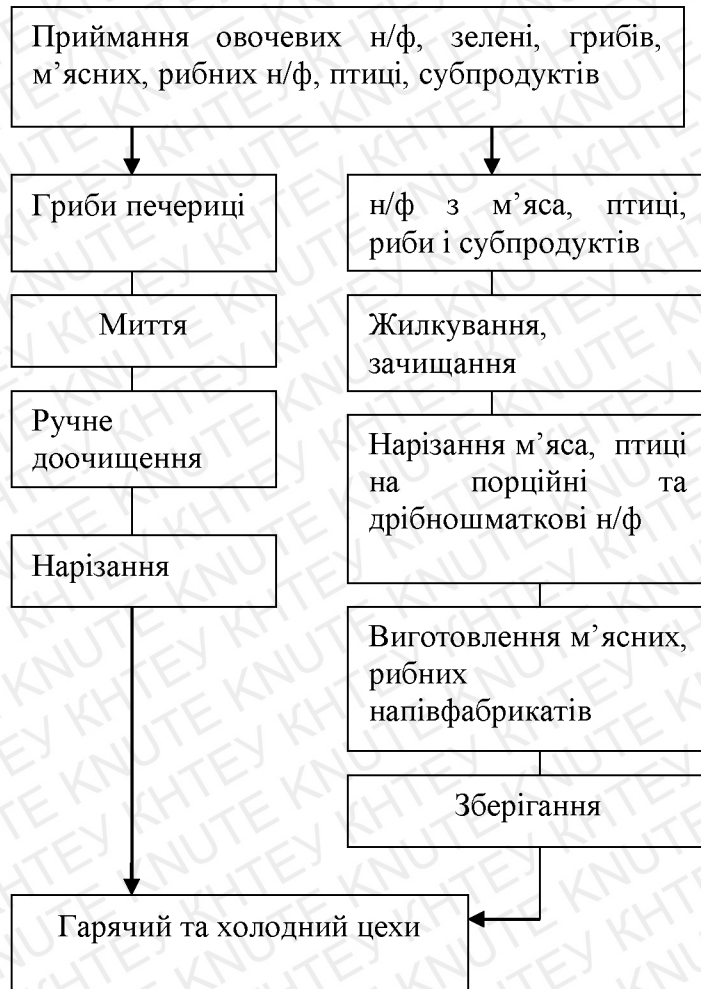 Приймання овочевих н/ф, зелені, грибів,
м’ясних, рибних н/ф, птиці, субпродуктів
Гриби печериці
Миття
Ручне
доочищення
Нарізання
н/ф з м’яса, птиці,
риби і субпродуктів
Жилкування,
зачищання
Нарізання м’яса, птиці
на порційні та
дрібношматкові н/ф
Виготовлення м’ясних,
рибних
напівфабрикатів
Зберігання
Гарячий та холодний цехи